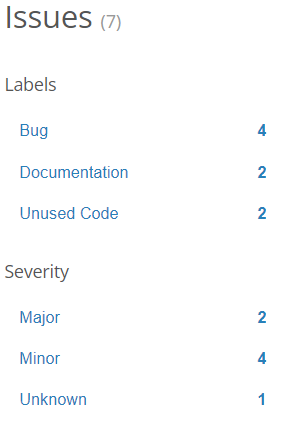 Issues (7)
Labels
Bug 4
Documentation 2
Unused Code 2
Severity
Major 2
Minor 4
Unknown 1